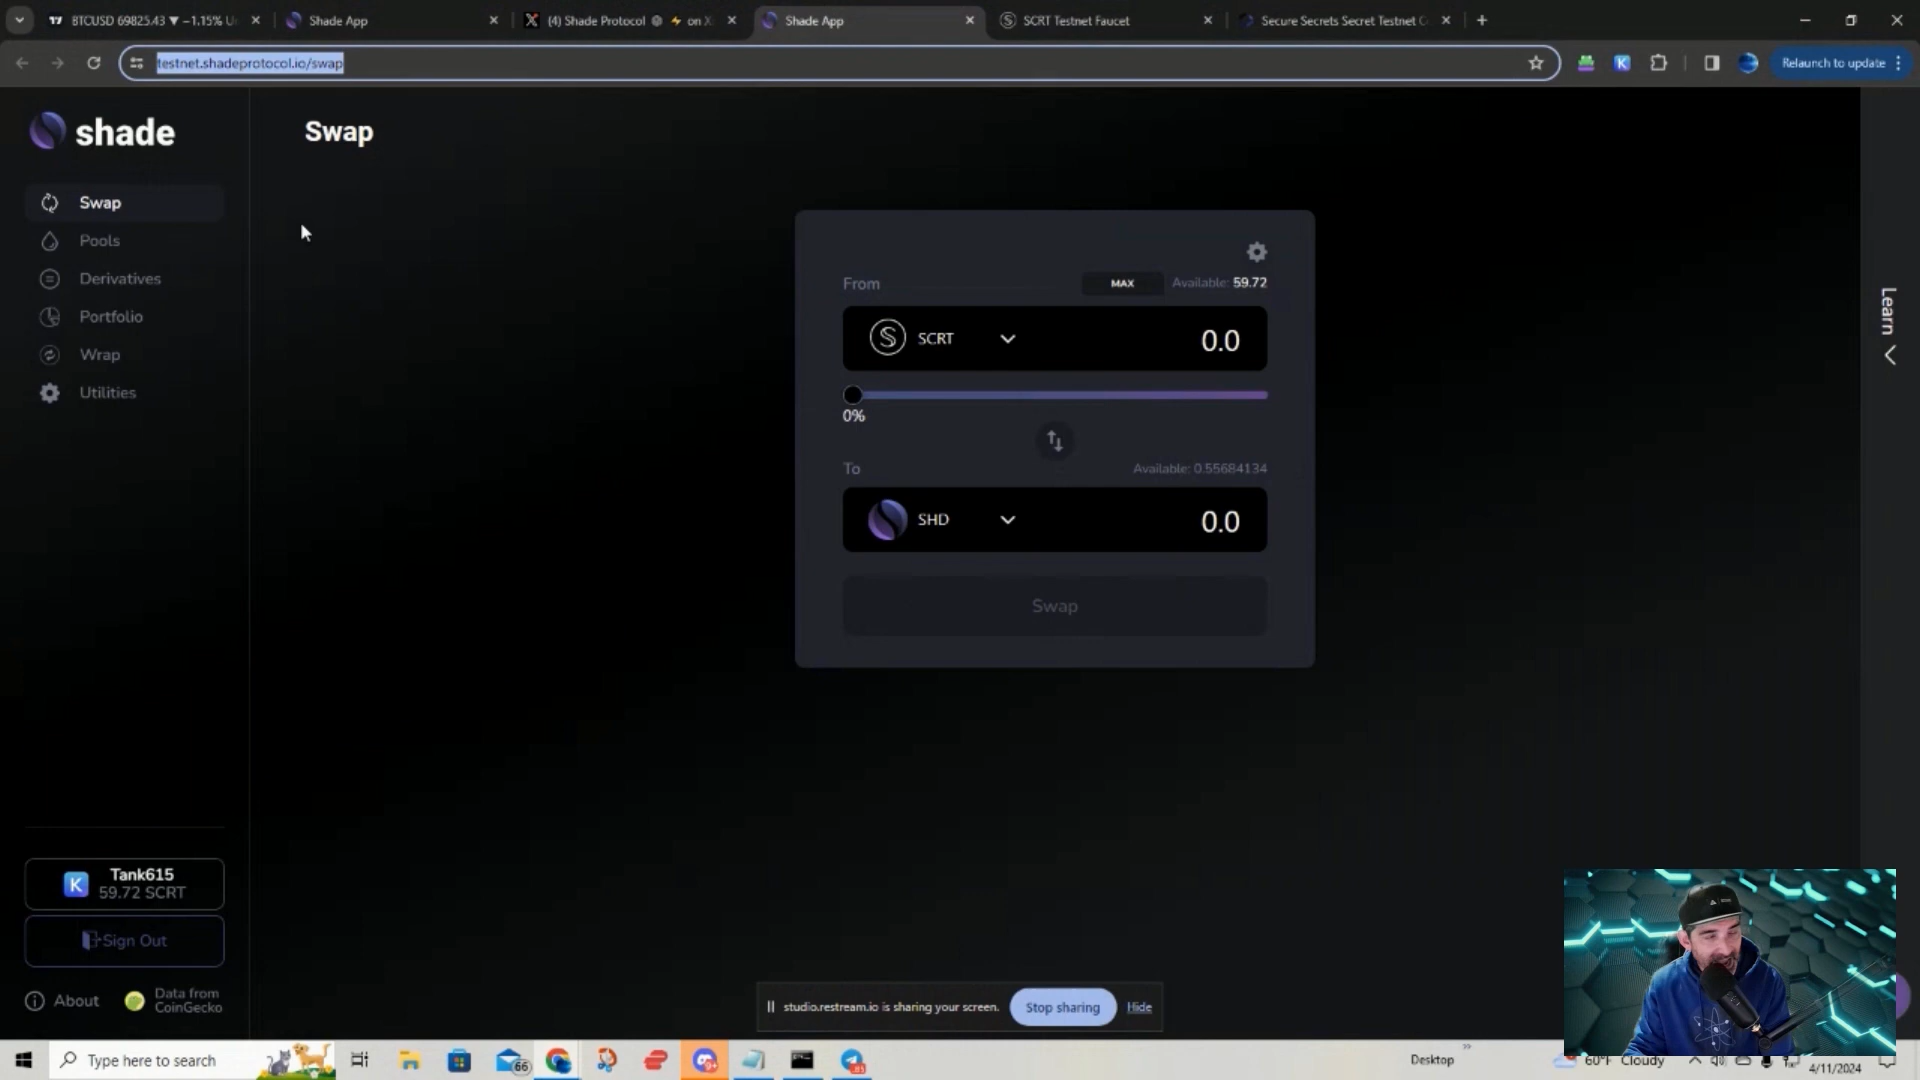 BTCUSD 69825.43 ▼ −1.15% U
Shade App
(4) Shade Protocol on X
Shade App
SCRT Testnet Faucet
Secure Secrets Secret Testnet C
testnet.shadeprotocol.io/swap
Relaunch to update
shade
Swap
Swap
Pools
Derivatives
Portfolio
Wrap
Utilities
From
MAX
Available: 59.72
SCRT
0.0
0%
To
Available: 0.55684134
SHD
0.0
Swap
Learn
Tank615
59.72 SCRT
Sign Out
About
Data from
CoinGecko
studio.restream.io is sharing your screen.
Stop sharing
Hide
Type here to search
66
Desktop
60°F Cloudy
4/11/2024